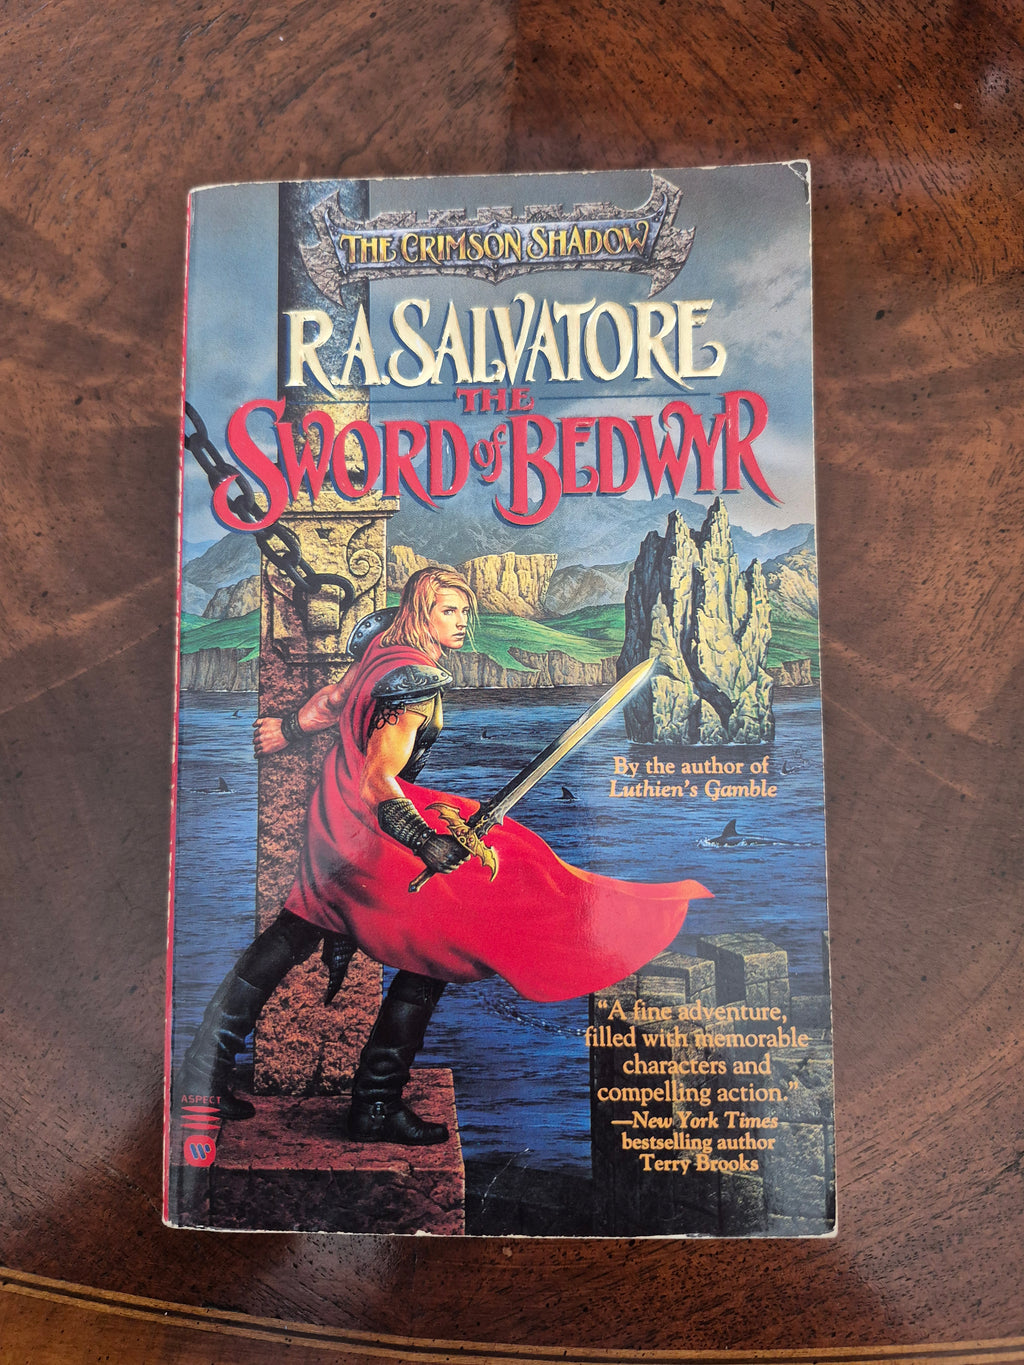 THE CRIMSON SHADOW
R.A. SALVATORE
THE
SWORD of BEDWYR
By the author of
Luthien's Gamble
"A fine adventure,
filled with memorable
characters and
compelling action."
—New York Times
bestselling author
Terry Brooks
ASPECT